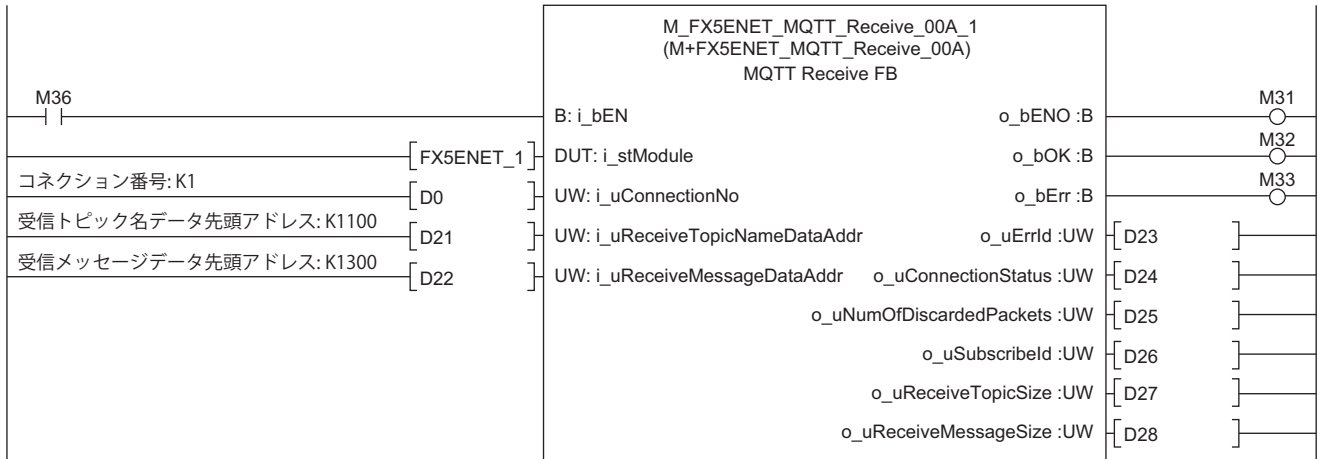 M_FX5ENET_MQTT_Receive_00A_1
(M+FX5ENET_MQTT_Receive_00A)
MQTT Receive FB
M36
B: i_bEN
o_bENO :B
M31
FX5ENET_1
DUT: i_stModule
o_bOK :B
M32
コネクション番号: K1
D0
UW: i_uConnectionNo
o_bErr :B
M33
受信トピック名データ先頭アドレス: K1100
D21
UW: i_uReceiveTopicNameDataAddr
o_uErrId :UW
D23
受信メッセージデータ先頭アドレス: K1300
D22
UW: i_uReceiveMessageDataAddr
o_uConnectionStatus :UW
D24
o_uNumOfDiscardedPackets :UW
D25
o_uSubscribeId :UW
D26
o_uReceiveTopicSize :UW
D27
o_uReceiveMessageSize :UW
D28